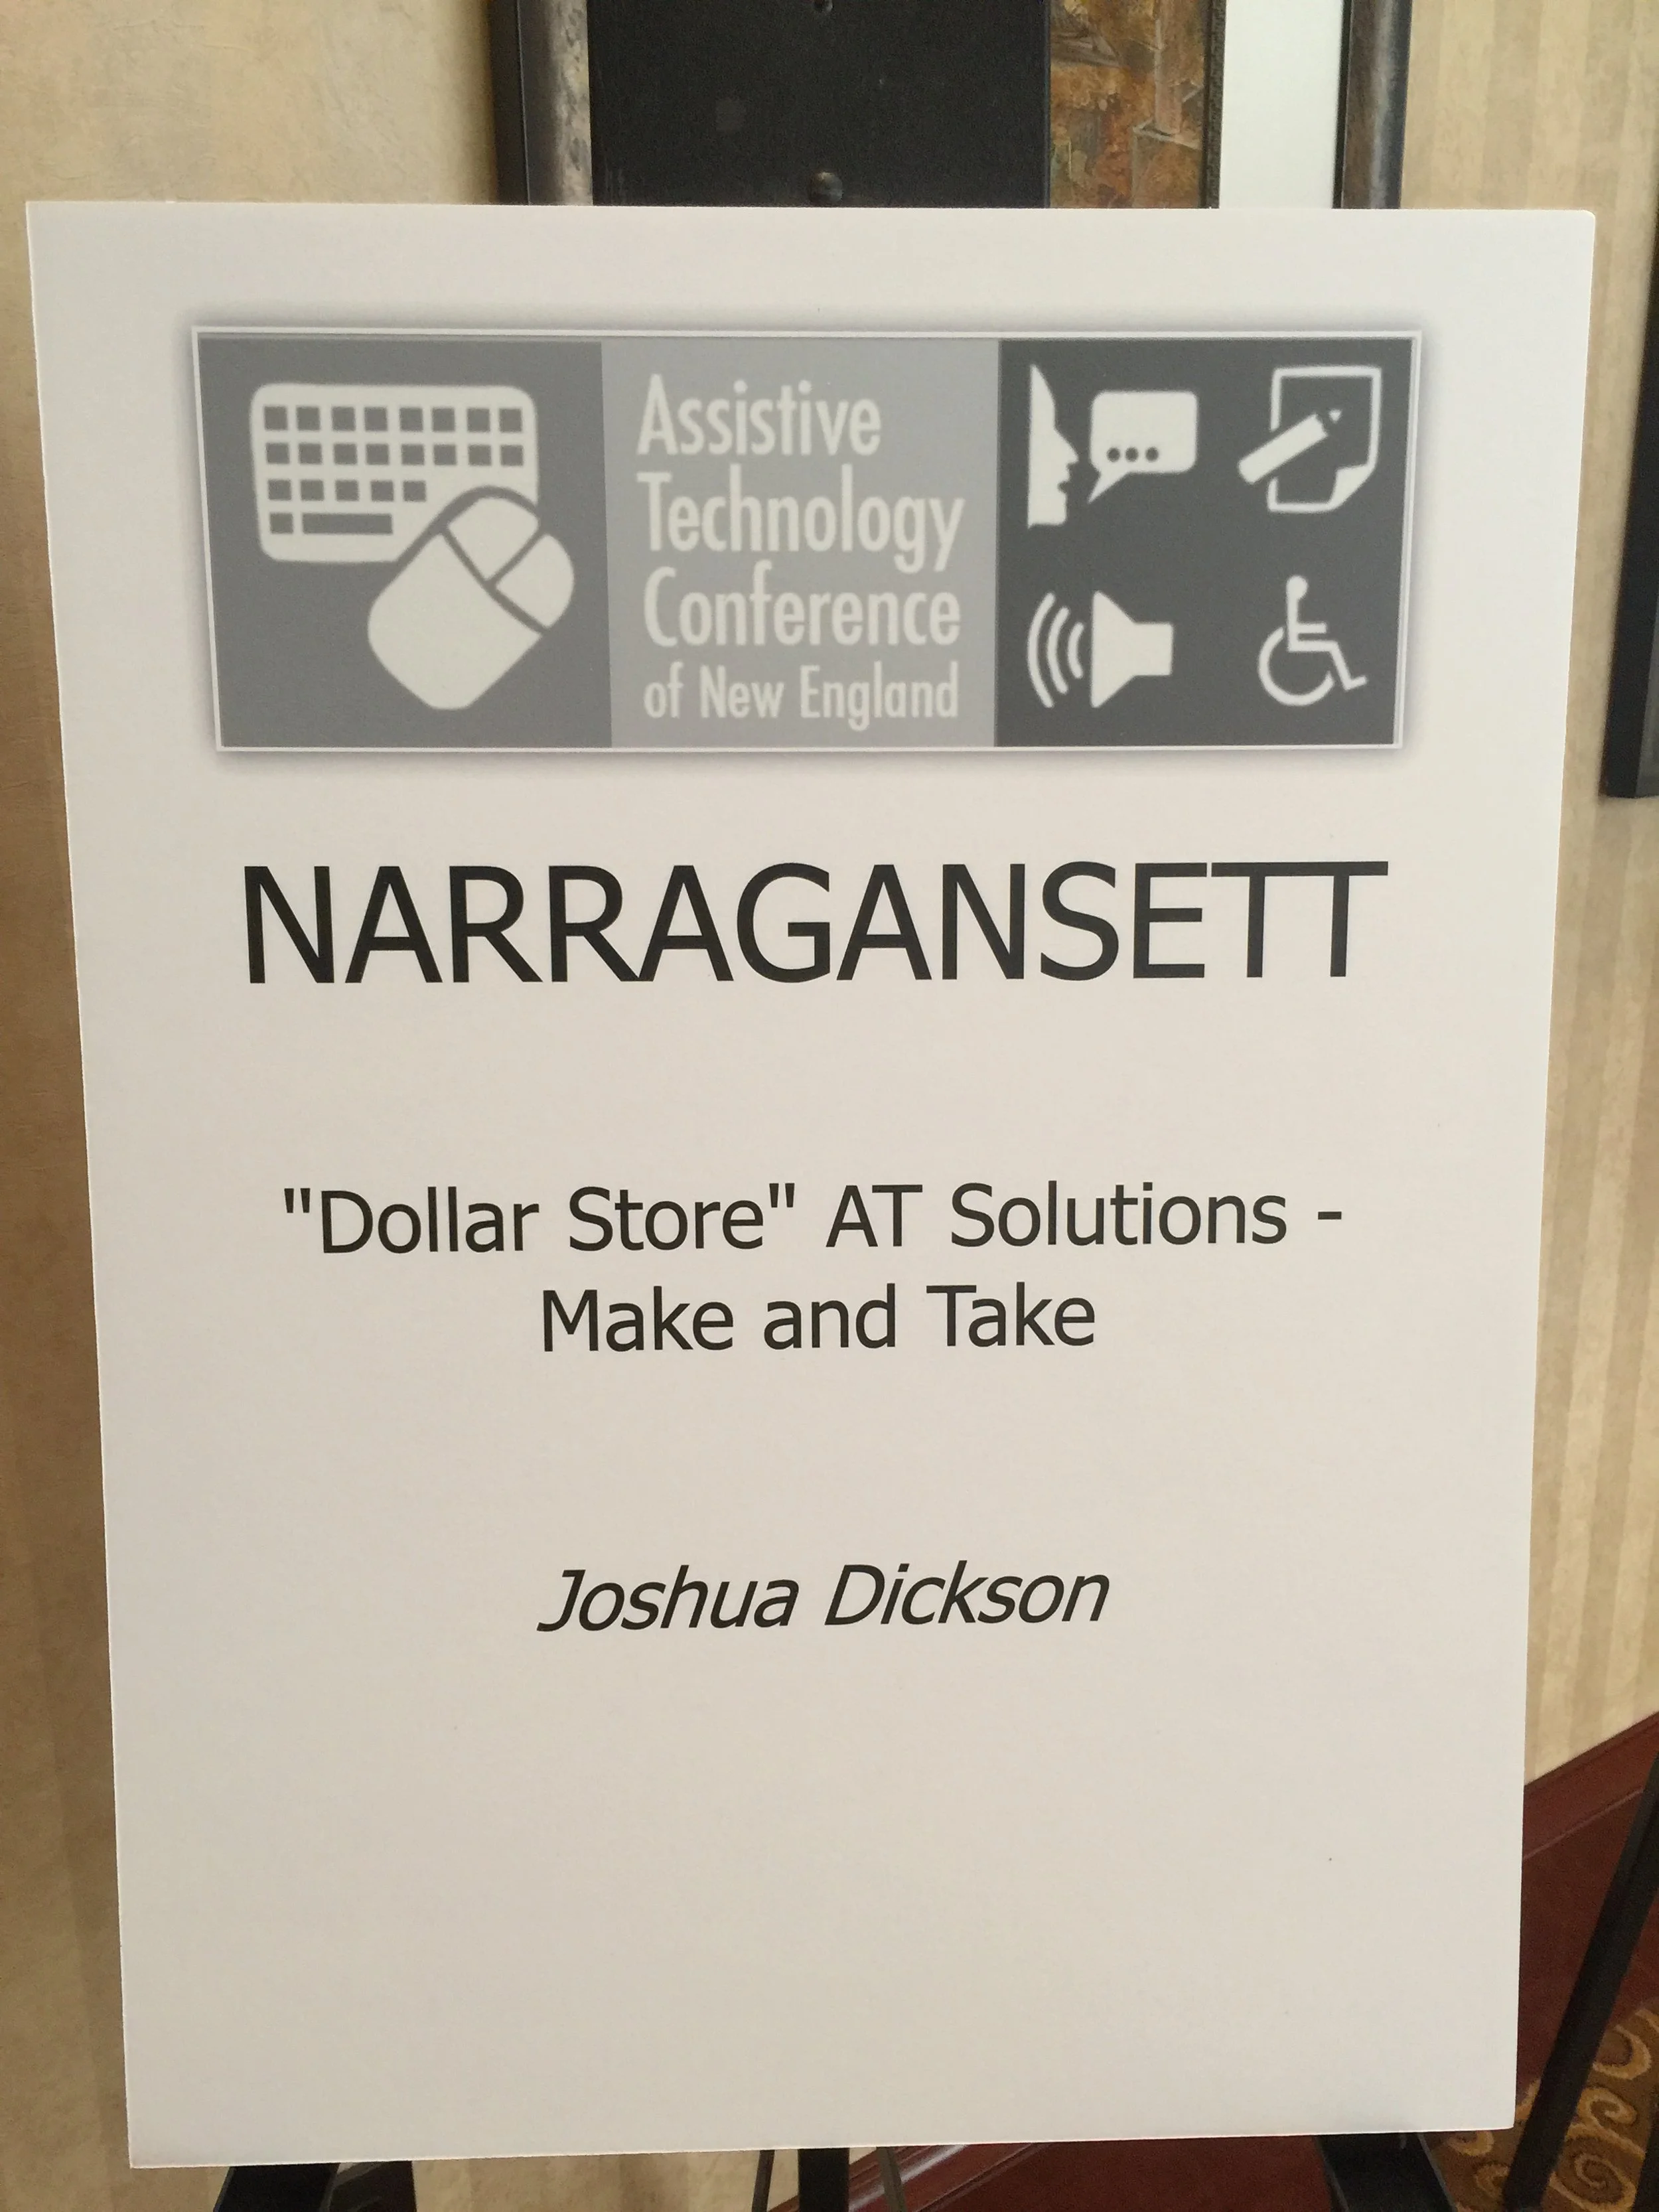 Assistive
Technology
Conference
of New England
NARRAGANSETT
"Dollar Store" AT Solutions -
Make and Take
Joshua Dickson